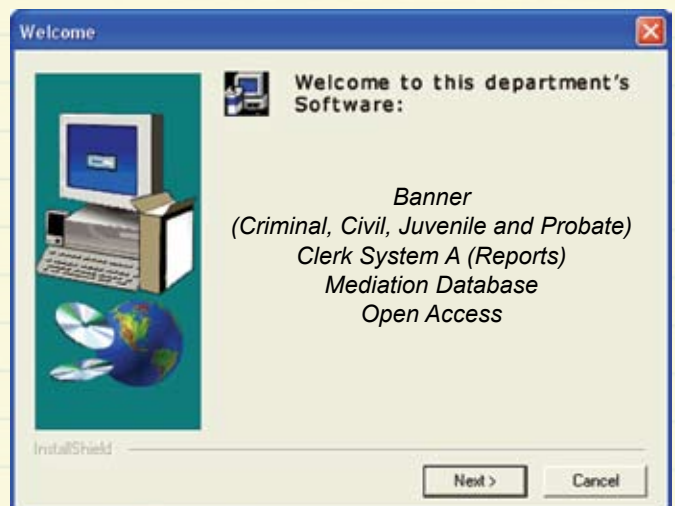 Welcome
Welcome to this department's
Software:
Banner
(Criminal, Civil, Juvenile and Probate)
Clerk System A (Reports)
Mediation Database
Open Access
InstallShield
Next >
Cancel